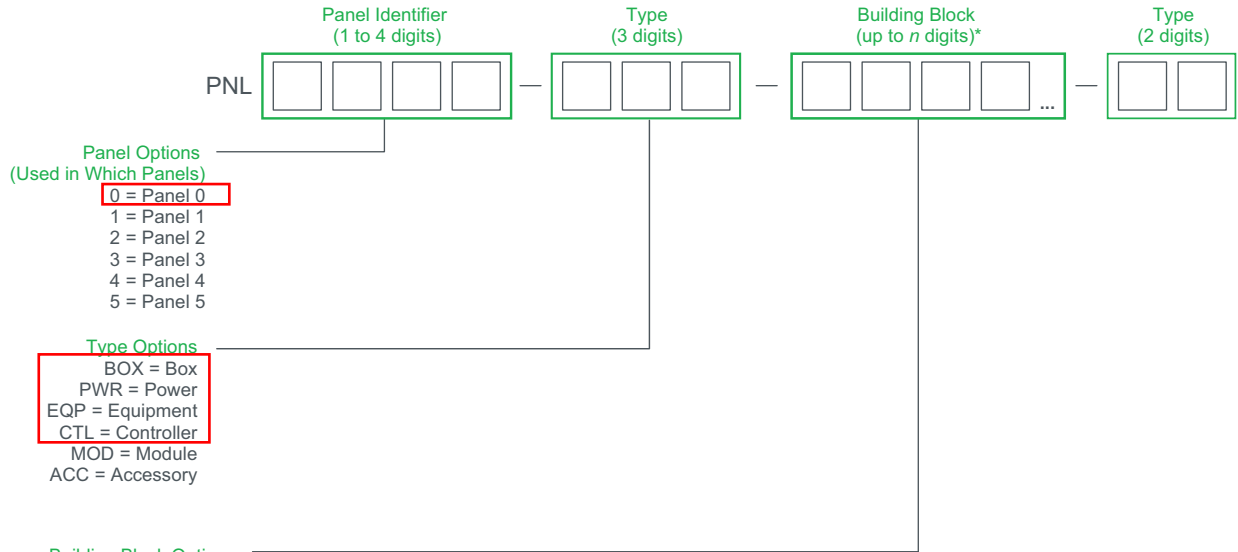 Panel Identifier
(1 to 4 digits)
Type
(3 digits)
Building Block
(up to n digits)*
Type
(2 digits)
PNL
—
—
...
—
Panel Options
(Used in Which Panels)
0 = Panel 0
1 = Panel 1
2 = Panel 2
3 = Panel 3
4 = Panel 4
5 = Panel 5
Type Options
BOX = Box
PWR = Power
EQP = Equipment
CTL = Controller
MOD = Module
ACC = Accessory